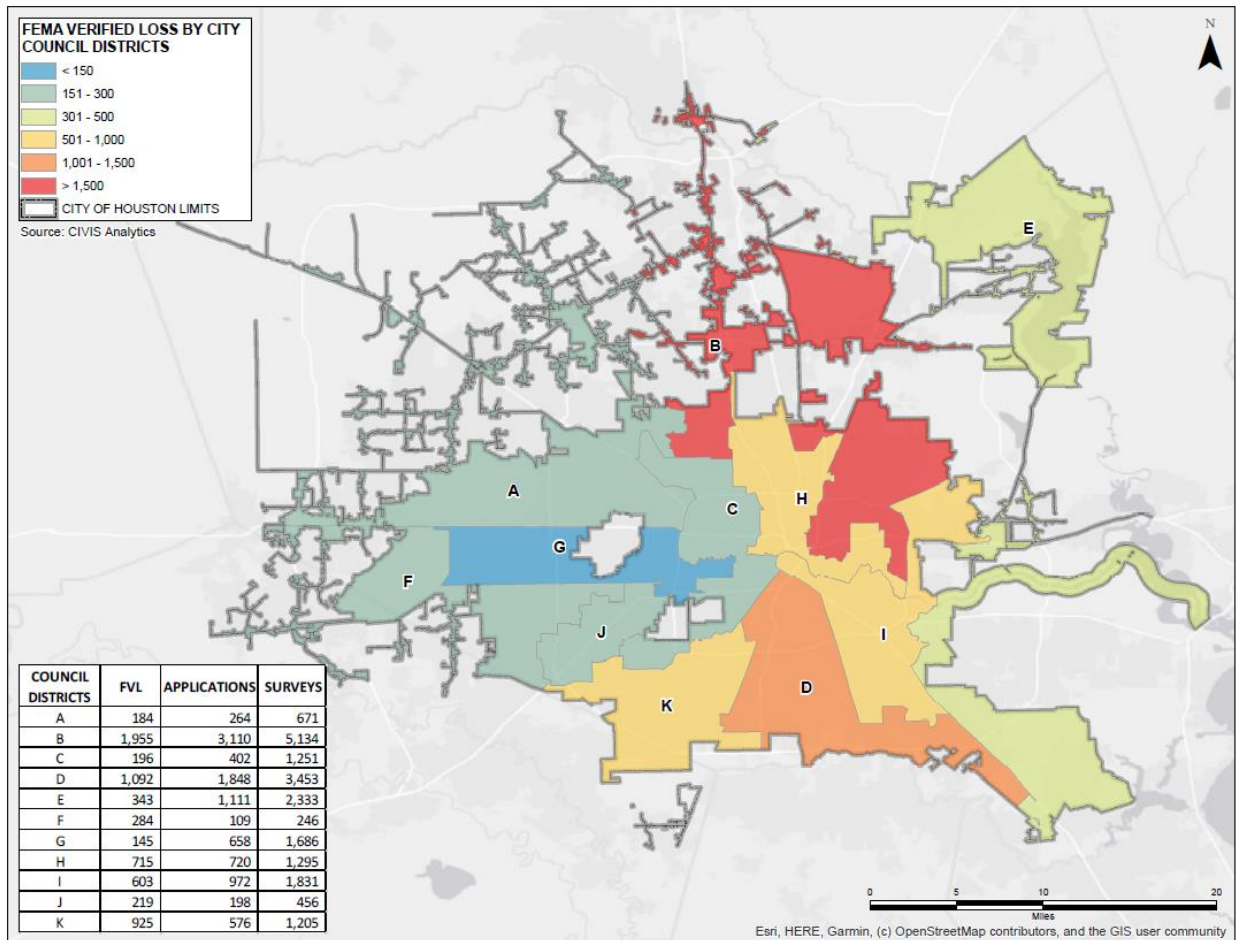 FEMA VERIFIED LOSS BY CITY
COUNCIL DISTRICTS
< 150
151 - 300
301 - 500
501 - 1,000
1,001 - 1,500
> 1,500
CITY OF HOUSTON LIMITS
Source: CIVIS Analytics
N
E
B
A
C
H
G
F
J
I
K
D
COUNCIL DISTRICTS FVL APPLICATIONS SURVEYS
A 184 264 671
B 1,955 3,110 5,134
C 196 402 1,251
D 1,092 1,848 3,453
E 343 1,111 2,333
F 284 109 246
G 145 658 1,686
H 715 720 1,295
I 603 972 1,831
J 219 198 456
K 925 576 1,205
0 5 10 20
Miles
Esri, HERE, Garmin, (c) OpenStreetMap contributors, and the GIS user community